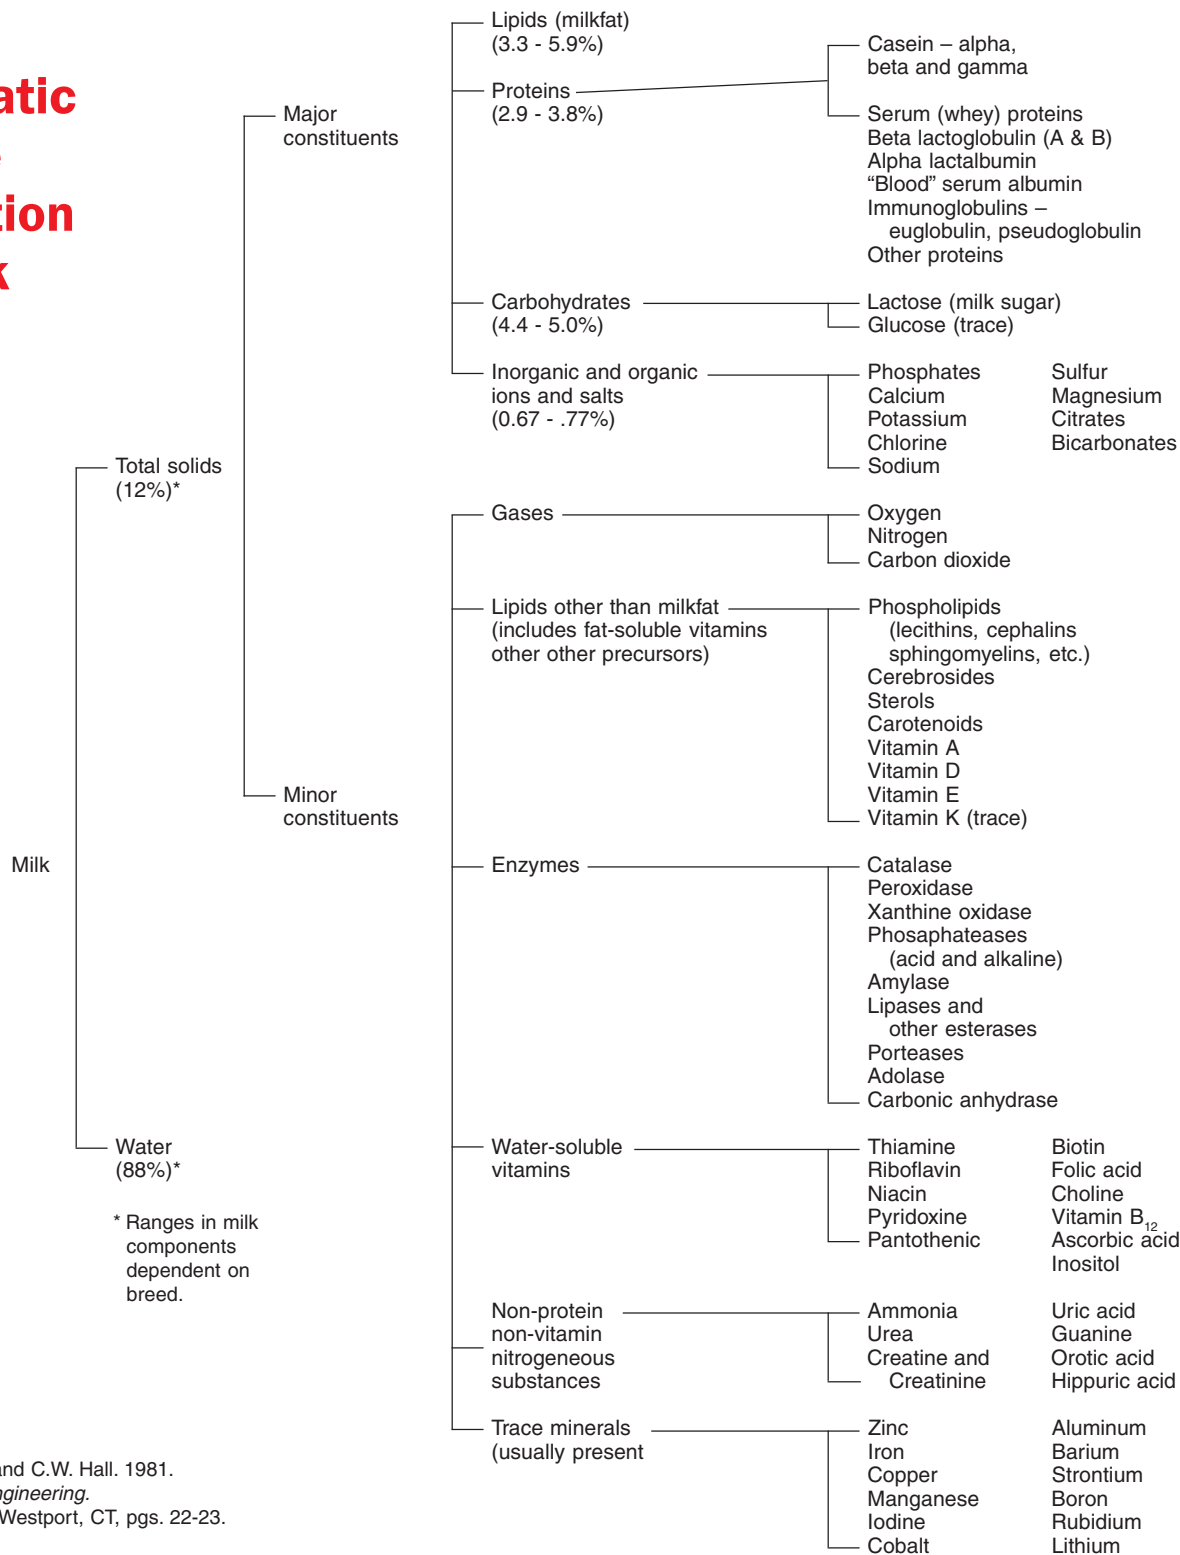 atic
tion
Milk
Total solids
(12%)*
Water
(88%)*
* Ranges in milk
components
dependent on
breed.
Major
constituents
Minor
constituents
Lipids (milkfat)
(3.3 - 5.9%)
Proteins
(2.9 - 3.8%)
Casein – alpha,
beta and gamma
Serum (whey) proteins
Beta lactoglobulin (A & B)
Alpha lactalbumin
“Blood” serum albumin
Immunoglobulins –
euglobulin, pseudoglobulin
Other proteins
Carbohydrates
(4.4 - 5.0%)
Lactose (milk sugar)
Glucose (trace)
Inorganic and organic
ions and salts
(0.67 - .77%)
Phosphates
Calcium
Potassium
Chlorine
Sodium
Sulfur
Magnesium
Citrates
Bicarbonates
Gases
Oxygen
Nitrogen
Carbon dioxide
Lipids other than milkfat
(includes fat-soluble vitamins
other other precursors)
Phospholipids
(lecithins, cephalins
sphingomyelins, etc.)
Cerebrosides
Sterols
Carotenoids
Vitamin A
Vitamin D
Vitamin E
Vitamin K (trace)
Enzymes
Catalase
Peroxidase
Xanthine oxidase
Phosaphateases
(acid and alkaline)
Amylase
Lipases and
other esterases
Porteases
Adolase
Carbonic anhydrase
Water-soluble
vitamins
Thiamine
Riboflavin
Niacin
Pyridoxine
Pantothenic
Biotin
Folic acid
Choline
Vitamin B12
Ascorbic acid
Inositol
Non-protein
non-vitamin
nitrogeneous
substances
Ammonia
Urea
Creatine and
Creatinine
Uric acid
Guanine
Orotic acid
Hippuric acid
Trace minerals
(usually present
Zinc
Iron
Copper
Manganese
Iodine
Cobalt
Aluminum
Barium
Strontium
Boron
Rubidium
Lithium
and C.W. Hall. 1981.
ngineering.
Westport, CT, pgs. 22-23.